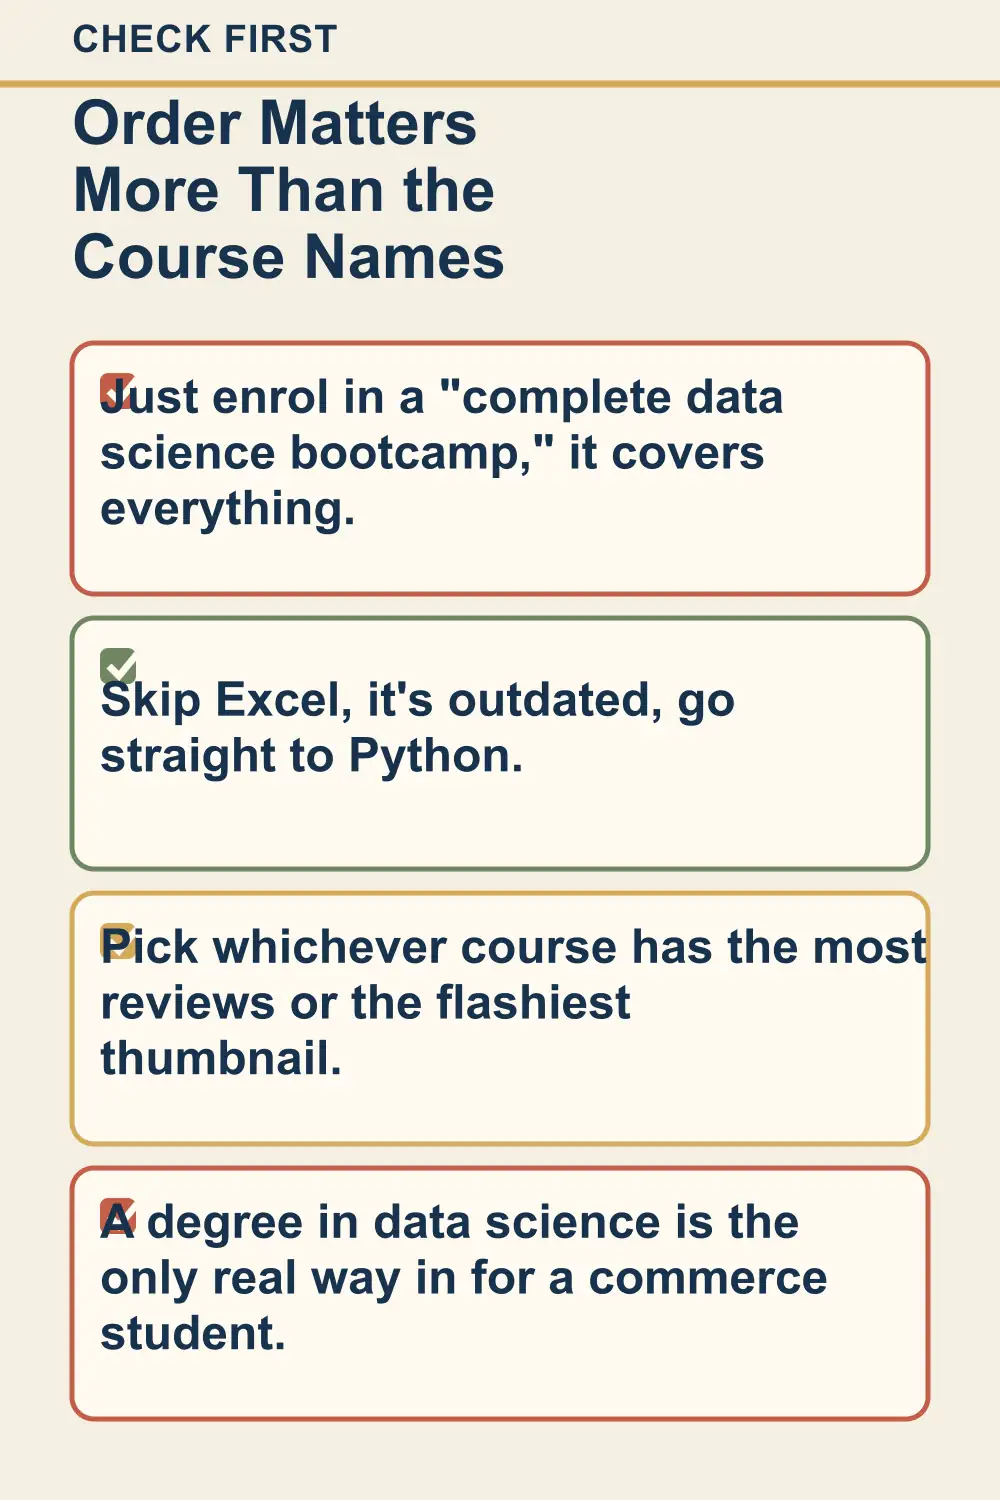 CHECK FIRST
Order Matters
More Than the
Course Names
Just enrol in a "complete data
science bootcamp," it covers
everything.
Skip Excel, it's outdated, go
straight to Python.
Pick whichever course has the most
reviews or the flashiest
thumbnail.
A degree in data science is the
only real way in for a commerce
student.